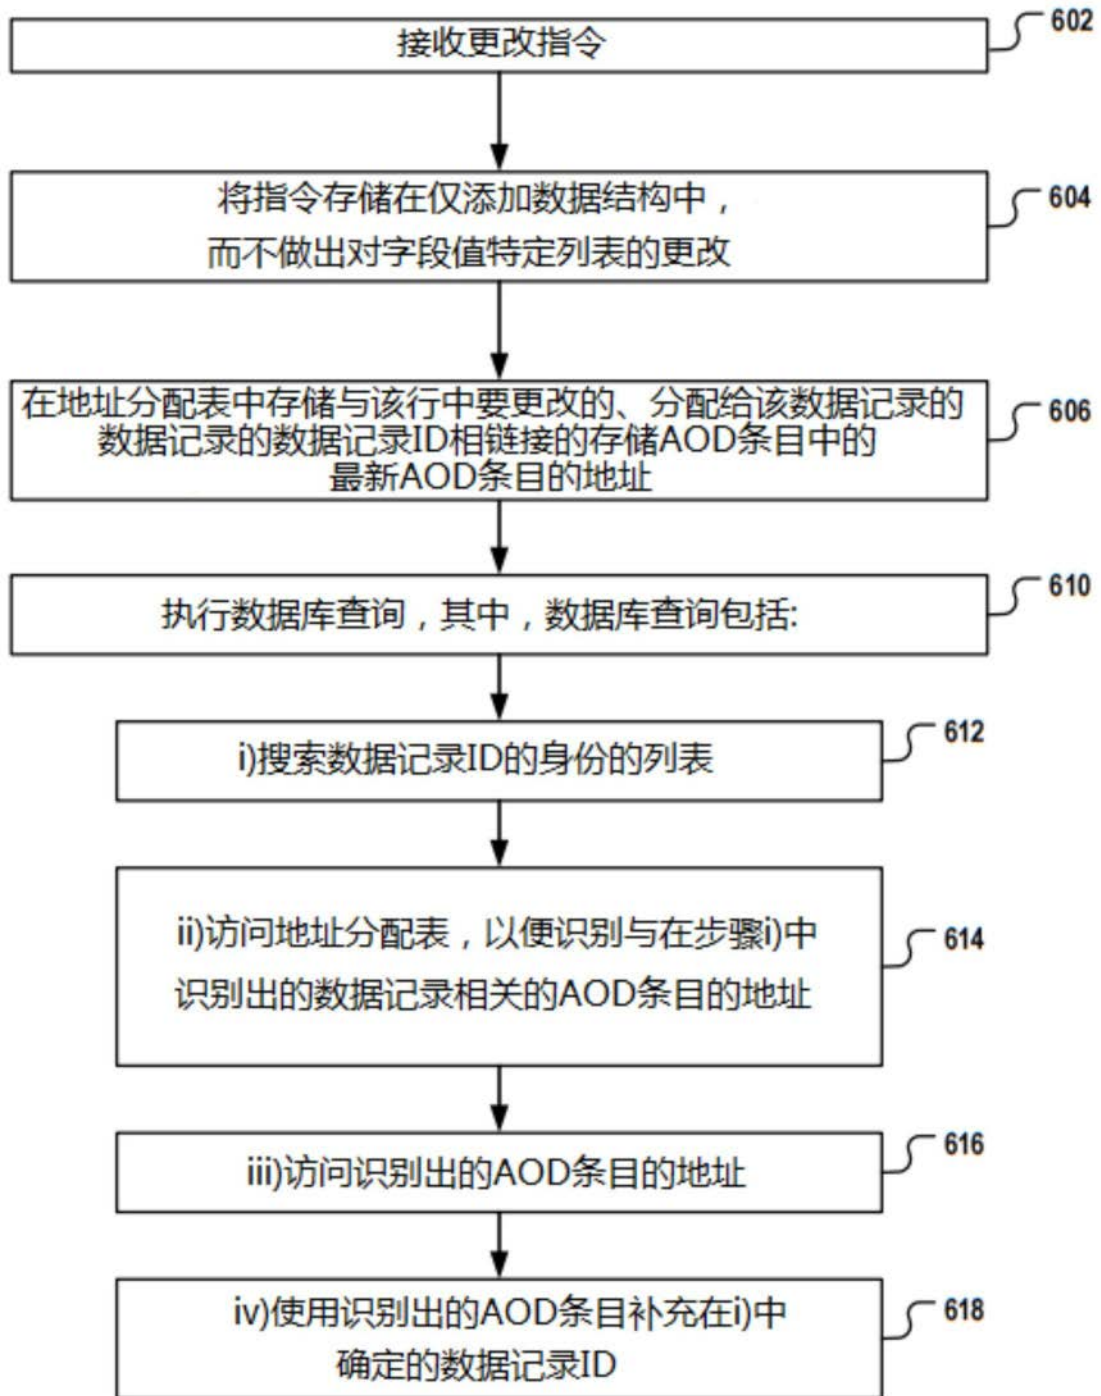 接收更改指令
602
将指令存储在仅添加数据结构中，
而不做出对字段值特定列表的更改
604
在地址分配表中存储与该行中要更改的、分配给该数据记录的
数据记录的数据记录ID相链接的存储AOD条目中的
最新AOD条目的地址
606
执行数据库查询，其中，数据库查询包括:
610
i)搜索数据记录ID的身份的列表
612
ii)访问地址分配表，以便识别与在步骤i)中
识别出的数据记录相关的AOD条目的地址
614
iii)访问识别出的AOD条目的地址
616
iv)使用识别出的AOD条目补充在i)中
确定的数据记录ID
618